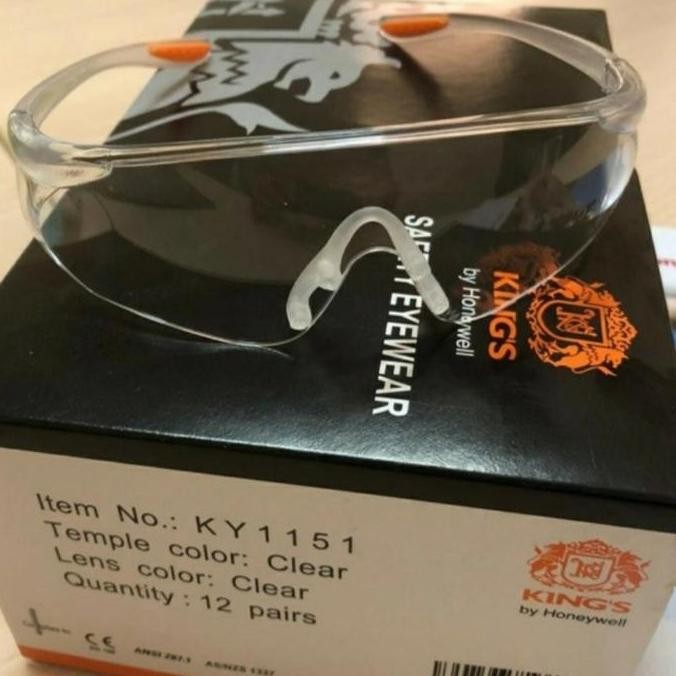 SAFETY EYEWEAR
KING'S
by Honeywell
Item No.: KY1151
Temple color: Clear
Lens color: Clear
Quantity : 12 pairs
KING'S
by Honeywell
CE
ANSI Z87.1 AS/NZS 1337